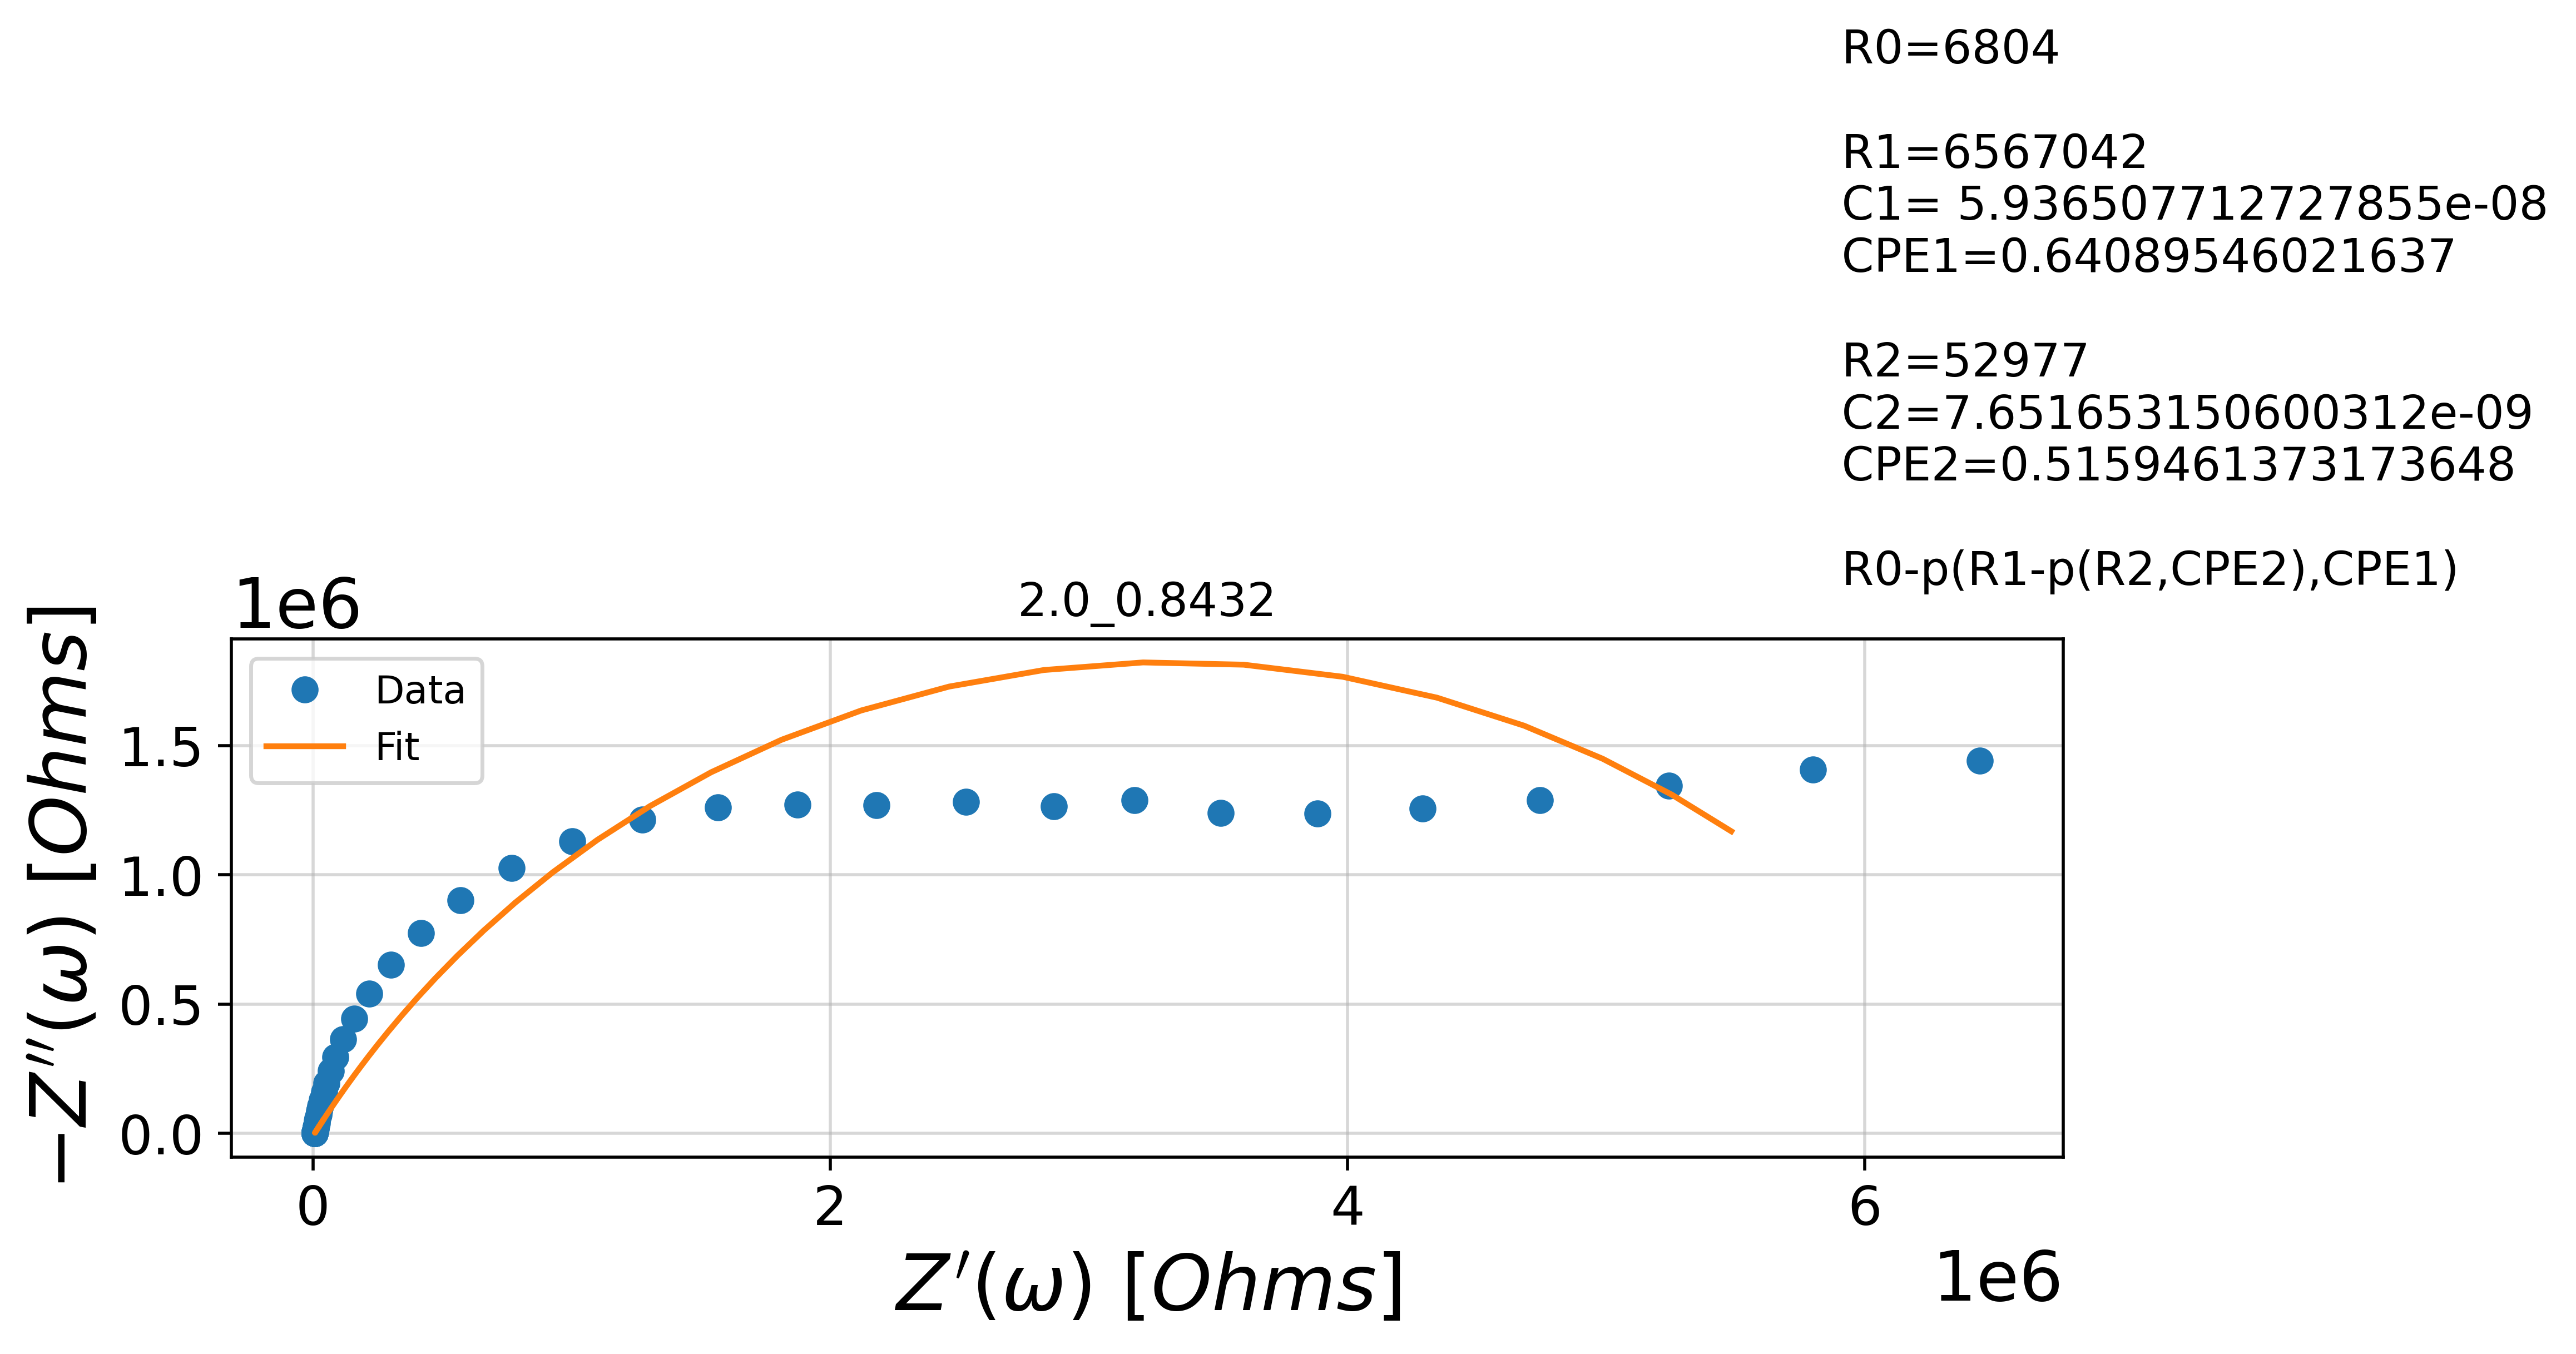 R0=6804
R1=6567042
C1= 5.936507712727855e-08
CPE1=0.64089546021637
R2=52977
C2=7.651653150600312e-09
CPE2=0.5159461373173648
R0-p(R1-p(R2,CPE2),CPE1)
1e6
2.0_0.8432
Data
Fit
1.5
1.0
0.5
0.0
−Z′′(ω) [Ohms]
0 2 4 6
1e6
Z′(ω) [Ohms]